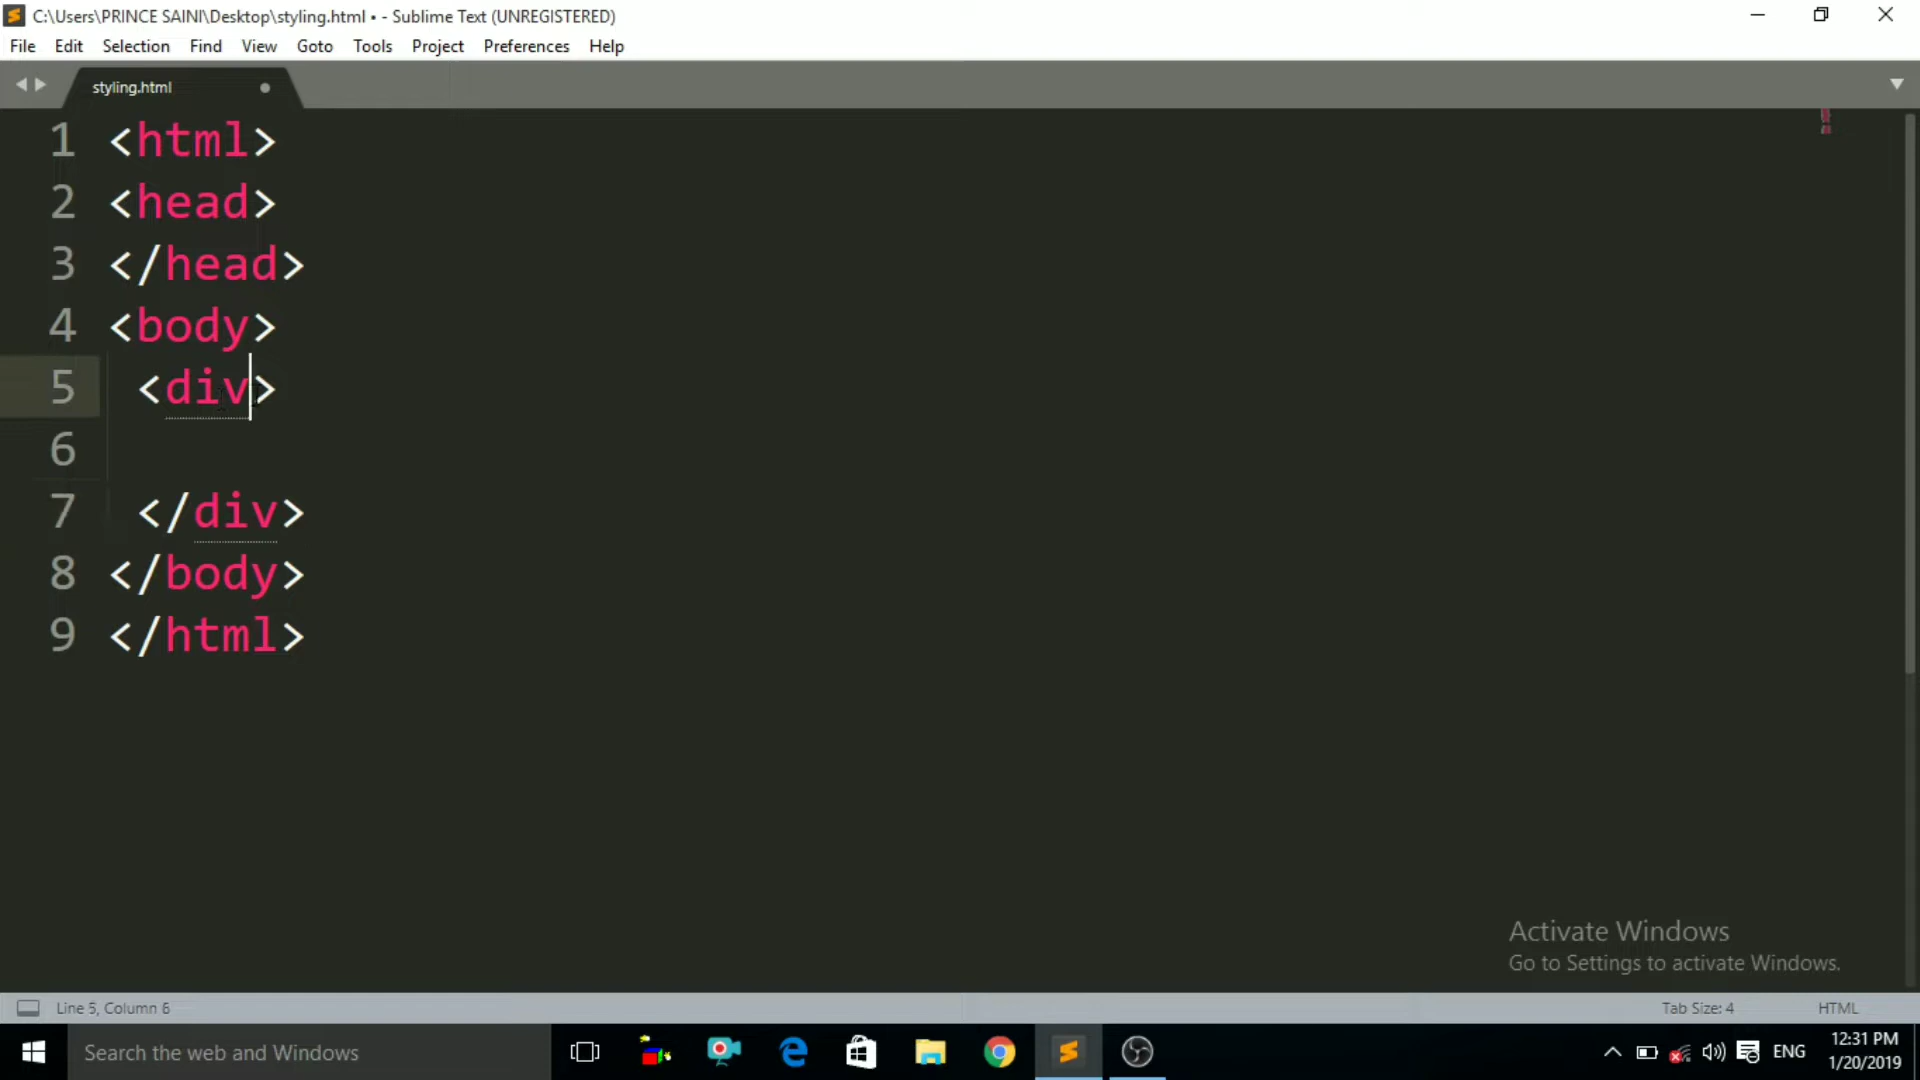 C:\Users\PRINCE SAINI\Desktop\styling.html • - Sublime Text (UNREGISTERED)
File Edit Selection Find View Goto Tools Project Preferences Help
styling.html
1 <html>
2 <head>
3 </head>
4 <body>
5 <div>
6
7 </div>
8 </body>
9 </html>
Activate Windows
Go to Settings to activate Windows.
Line 5, Column 6 Tab Size: 4 HTML
Search the web and Windows ENG 12:31 PM
1/20/2019